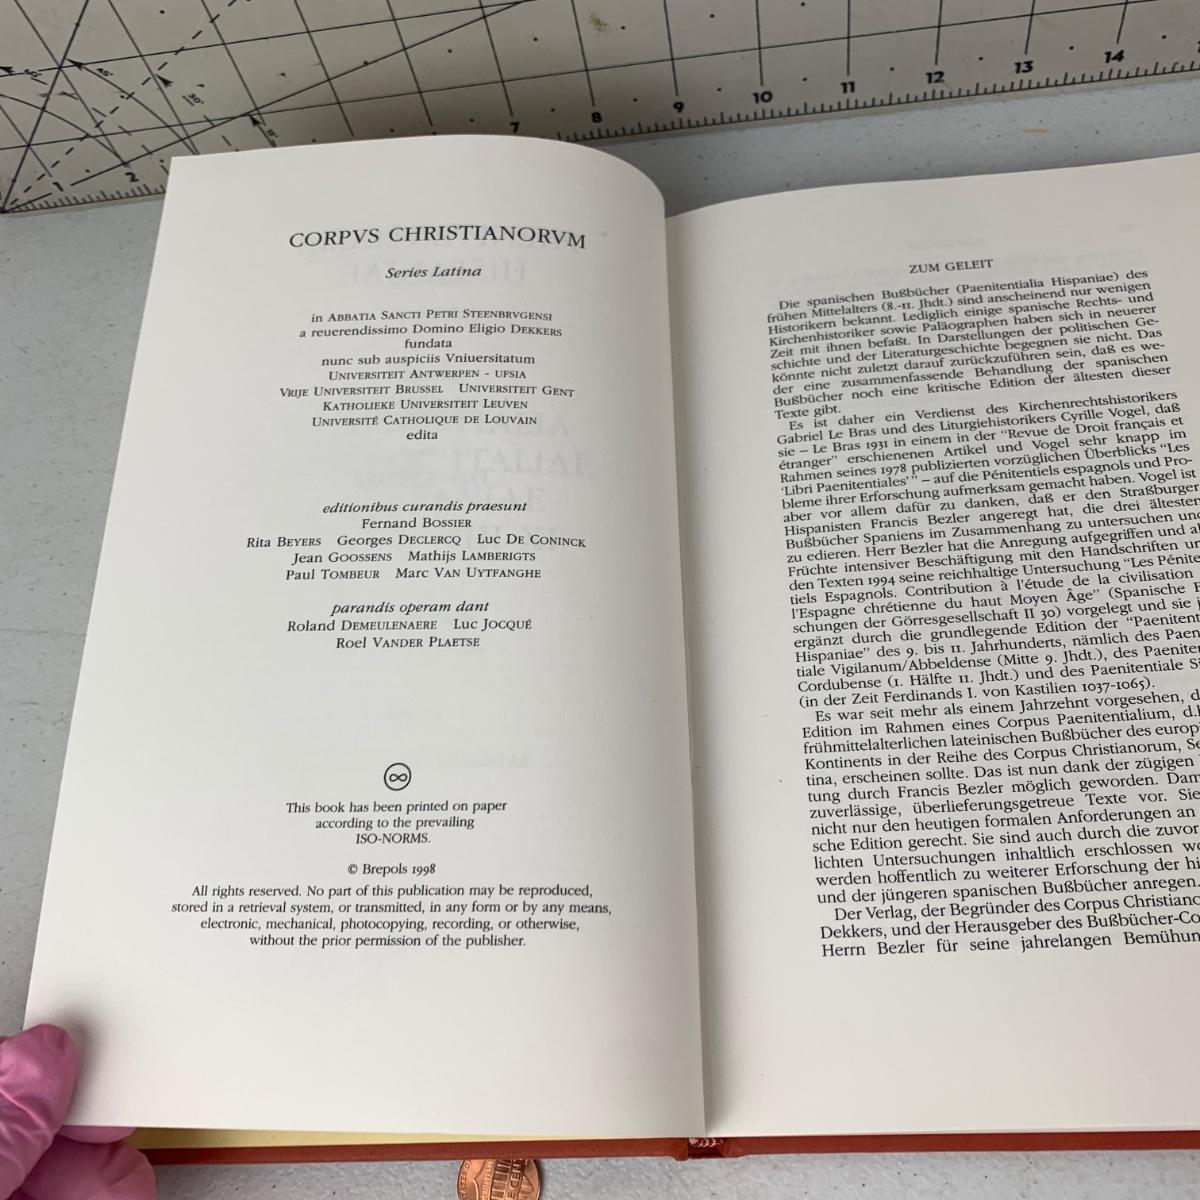 1
2
7
8
9
10
11
12
13
14
CORPVS CHRISTIANORVM
Series Latina
in ABBATIA SANCTI PETRI STEENBRVGENSI
a reuerendissimo Domino Eligio DEKKERS
fundata
nunc sub auspiciis Vniuersitatum
UNIVERSITEIT ANTWERPEN - UFSIA
VRIJE UNIVERSITEIT BRUSSEL UNIVERSITEIT GENT
KATHOLIEKE UNIVERSITEIT LEUVEN
UNIVERSITÉ CATHOLIQUE DE LOUVAIN
edita
editionibus curandis praesunt
Fernand BOSSIER
Rita BEYERS Georges DECLERCQ Luc DE CONINCK
Jean GOOSSENS Mathijs LAMBERIGTS
Paul TOMBEUR Marc VAN UYTFANGHE
parandis operam dant
Roland DEMEULENAERE Luc JOCQUÉ
Roel VANDER PLAETSE
This book has been printed on paper
according to the prevailing
ISO-NORMS.
© Brepols 1998
All rights reserved. No part of this publication may be reproduced,
stored in a retrieval system, or transmitted, in any form or by any means,
electronic, mechanical, photocopying, recording, or otherwise,
without the prior permission of the publisher.
ZUM GELEIT
Die spanischen Bußbücher (Paenitentialia Hispaniae) des
frühen Mittelalters (8.-11. Jhdt.) sind anscheinend nur wenigen
Historikern bekannt. Lediglich einige spanische Rechts- und
Kirchenhistoriker sowie Paläographen haben sich in neuerer
Zeit mit ihnen befaßt. In Darstellungen der politischen Ge-
schichte und der Literaturgeschichte begegnen sie nicht. Das
könnte nicht zuletzt darauf zurückzuführen sein, daß es we-
der eine zusammenfassende Behandlung der spanischen
Bußbücher noch eine kritische Edition der ältesten dieser
Texte gibt.
Es ist daher ein Verdienst des Kirchenrechtshistorikers
Gabriel Le Bras und des Liturgiehistorikers Cyrille Vogel, daß
sie – Le Bras 1931 in einem in der "Revue de Droit français et
étranger" erschienenen Artikel und Vogel sehr knapp im
Rahmen seines 1978 publizierten vorzüglichen Überblicks "Les
'Libri Paenitentiales'" – auf die Pénitentiels espagnols und Pro-
bleme ihrer Erforschung aufmerksam gemacht haben. Vogel ist
aber vor allem dafür zu danken, daß er den Straßburger
Hispanisten Francis Bezler angeregt hat, die drei ältesten
Bußbücher Spaniens im Zusammenhang zu untersuchen und
zu edieren. Herr Bezler hat die Anregung aufgegriffen und al
Früchte intensiver Beschäftigung mit den Handschriften un
den Texten 1994 seine reichhaltige Untersuchung "Les Pénite
tiels Espagnols. Contribution à l'étude de la civilisation
l'Espagne chrétienne du haut Moyen Âge" (Spanische F
schungen der Görresgesellschaft II 30) vorgelegt und sie j
ergänzt durch die grundlegende Edition der "Paenitent
Hispaniae" des 9. bis 11. Jahrhunderts, nämlich des Paen
tiale Vigilanum/Abbeldense (Mitte 9. Jhdt.), des Paeniter
Cordubense (1. Hälfte 11. Jhdt.) und des Paenitentiale Si
(in der Zeit Ferdinands I. von Kastilien 1037-1065).
Es war seit mehr als einem Jahrzehnt vorgesehen, d
Edition im Rahmen eines Corpus Paenitentialium, d.h
frühmittelalterlichen lateinischen Bußbücher des europ
Kontinents in der Reihe des Corpus Christianorum, Se
tina, erscheinen sollte. Das ist nun dank der zügigen
tung durch Francis Bezler möglich geworden. Dam
zuverlässige, überlieferungsgetreue Texte vor. Sie
nicht nur den heutigen formalen Anforderungen an
sche Edition gerecht. Sie sind auch durch die zuvor
lichten Untersuchungen inhaltlich erschlossen wo
werden hoffentlich zu weiterer Erforschung der hi
und der jüngeren spanischen Bußbücher anregen.
Der Verlag, der Begründer des Corpus Christiano
Dekkers, und der Herausgeber des Bußbücher-Co
Herrn Bezler für seine jahrelangen Bemühun